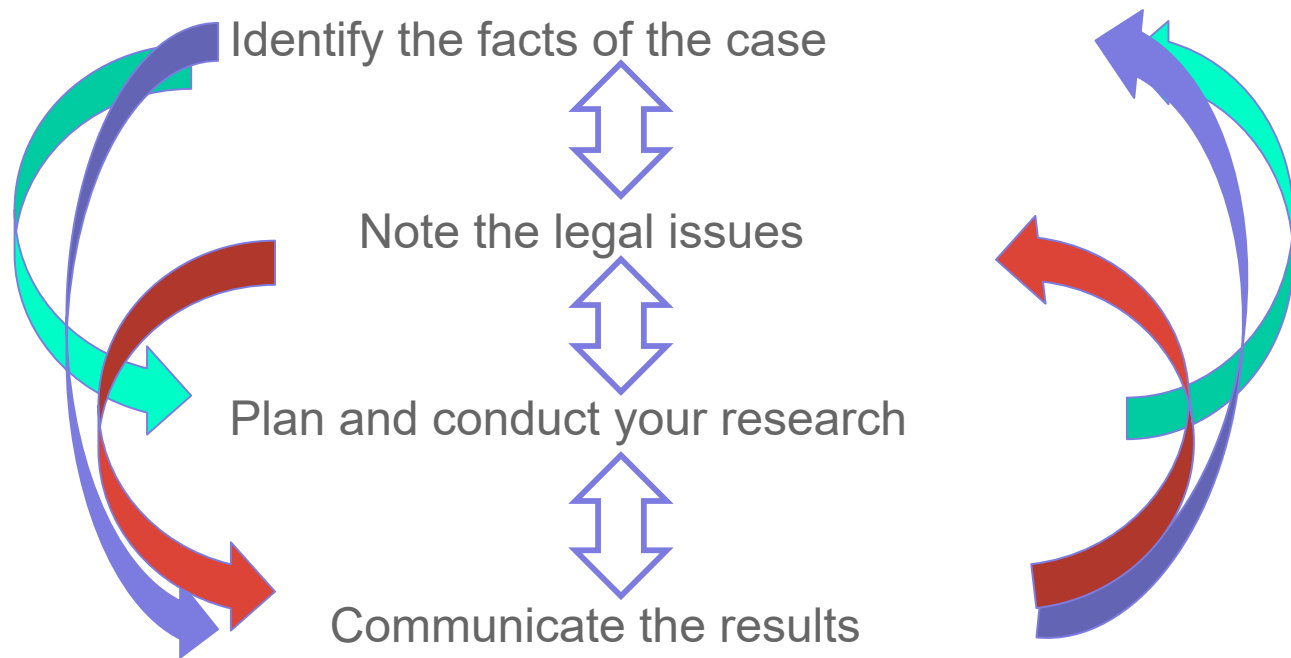 Identify the facts of the case
Note the legal issues
Plan and conduct your research
Communicate the results